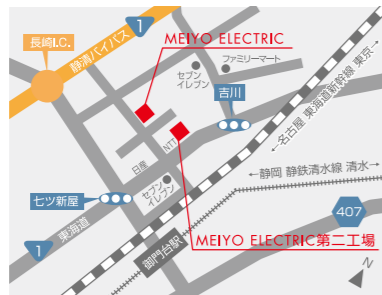 1
MEIYO ELECTRIC
長崎I.C.
静清バイパス
ファミリーマート
セブン
イレブン
吉川
←名古屋 東海道新幹線 東京→
NTT
日産
←静岡 静鉄清水線 清水→
セブン
イレブン
七ツ新屋
407
東海道
MEIYO ELECTRIC第二工場
1
御門台駅
N